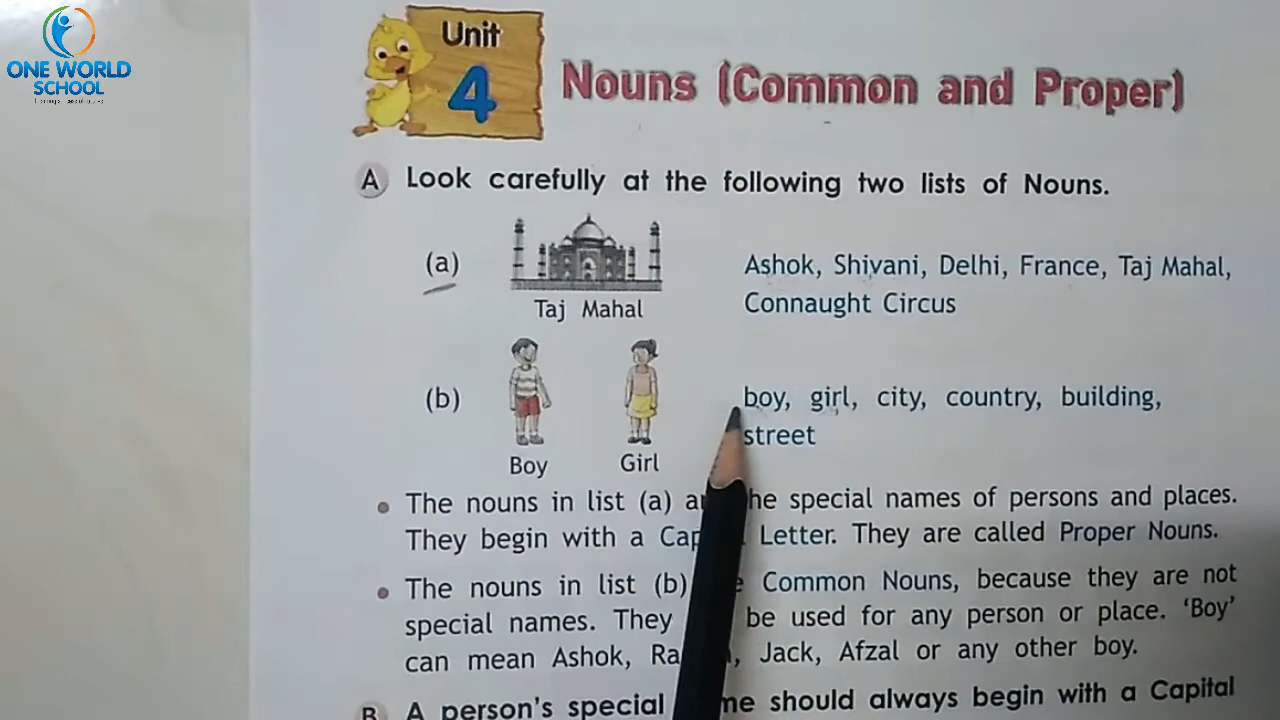 ONE WORLD
SCHOOL
Unit
4
Nouns (Common and Proper)
A Look carefully at the following two lists of Nouns.
(a)
Taj Mahal
Ashok, Shivani, Delhi, France, Taj Mahal,
Connaught Circus
(b)
Boy Girl
boy, girl, city, country, building,
street
• The nouns in list (a) the special names of persons and places.
They begin with a Letter. They are called Proper Nouns.
• The nouns in list (b) Common Nouns, because they are not
special names. They be used for any person or place. ‘Boy’
can mean Ashok, Jack, Afzal or any other boy.
B A person's special should always begin with a Capital